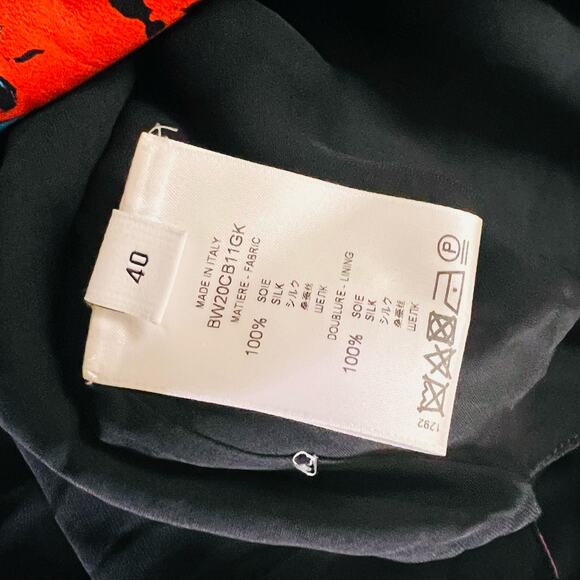 40
MADE IN ITALY
BW20CB11GK
MATIERE - FABRIC
100% SOIE
SILK
シルク
桑蚕丝
ШЕЛК
DOUBLURE - LINING
100% SOIE
SILK
シルク
桑蚕丝
ШЕЛК
P
1292